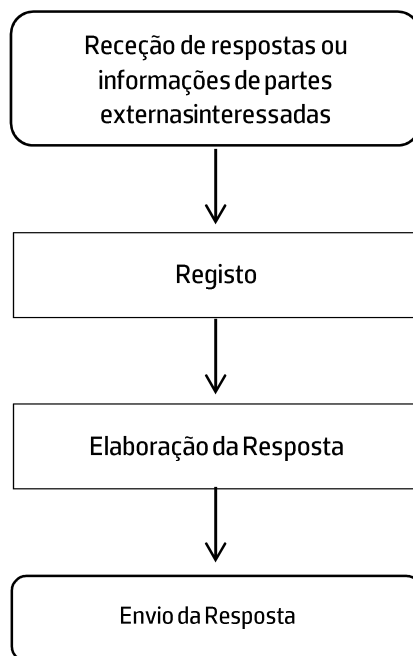 Receção de respostas ou
informações de partes
externasinteressadas
Registo
Elaboração da Resposta
Envio da Resposta